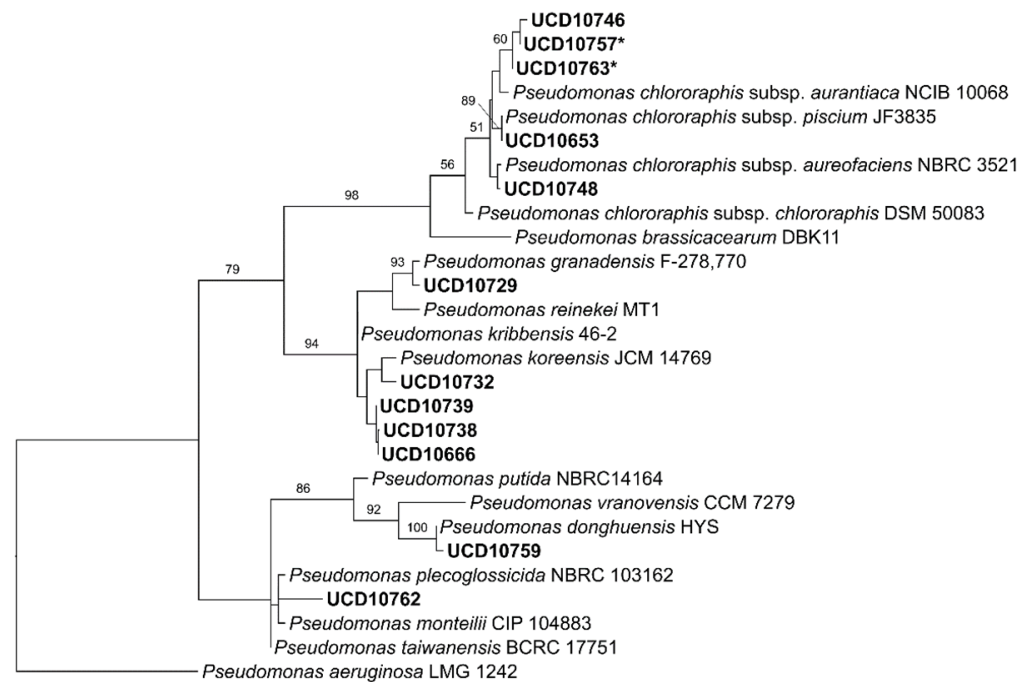 UCD10746
60
UCD10757*
UCD10763*
Pseudomonas chlororaphis subsp. aurantiaca NCIB 10068
89
Pseudomonas chlororaphis subsp. piscium JF3835
51
UCD10653
56
Pseudomonas chlororaphis subsp. aureofaciens NBRC 3521
UCD10748
98
Pseudomonas chlororaphis subsp. chlororaphis DSM 50083
Pseudomonas brassicacearum DBK11
79
93
Pseudomonas granadensis F-278,770
UCD10729
Pseudomonas reinekei MT1
Pseudomonas kribbensis 46-2
94
Pseudomonas koreensis JCM 14769
UCD10732
UCD10739
UCD10738
UCD10666
86
Pseudomonas putida NBRC14164
92
Pseudomonas vranovensis CCM 7279
100
Pseudomonas donghuensis HYS
UCD10759
Pseudomonas plecoglossicida NBRC 103162
UCD10762
Pseudomonas monteilii CIP 104883
Pseudomonas taiwanensis BCRC 17751
Pseudomonas aeruginosa LMG 1242